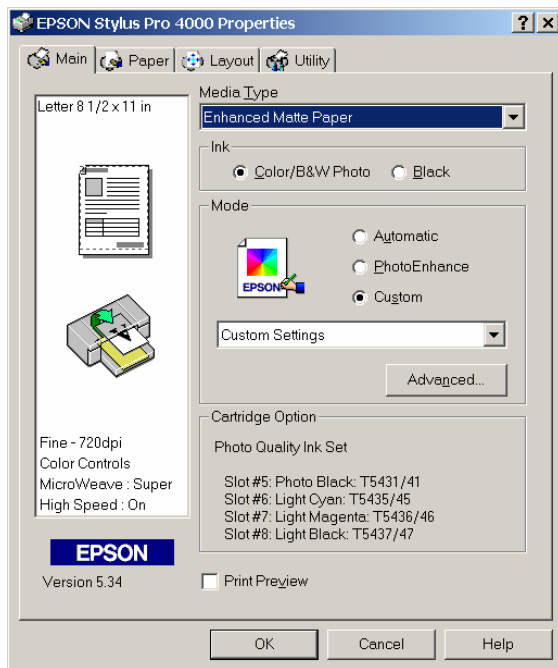 EPSON Stylus Pro 4000 Properties
Main
Paper
Layout
Utility
Letter 8 1/2 x 11 in
Media Type
Enhanced Matte Paper
Ink
Color/B&W Photo
Black
Mode
EPSON
Automatic
PhotoEnhance
Custom
Custom Settings
Advanced...
Cartridge Option
Photo Quality Ink Set
Slot #5: Photo Black: T5431/41
Slot #6: Light Cyan: T5435/45
Slot #7: Light Magenta: T5436/46
Slot #8: Light Black: T5437/47
Fine - 720dpi
Color Controls
MicroWeave : Super
High Speed : On
EPSON
Version 5.34
Print Preview
OK
Cancel
Help